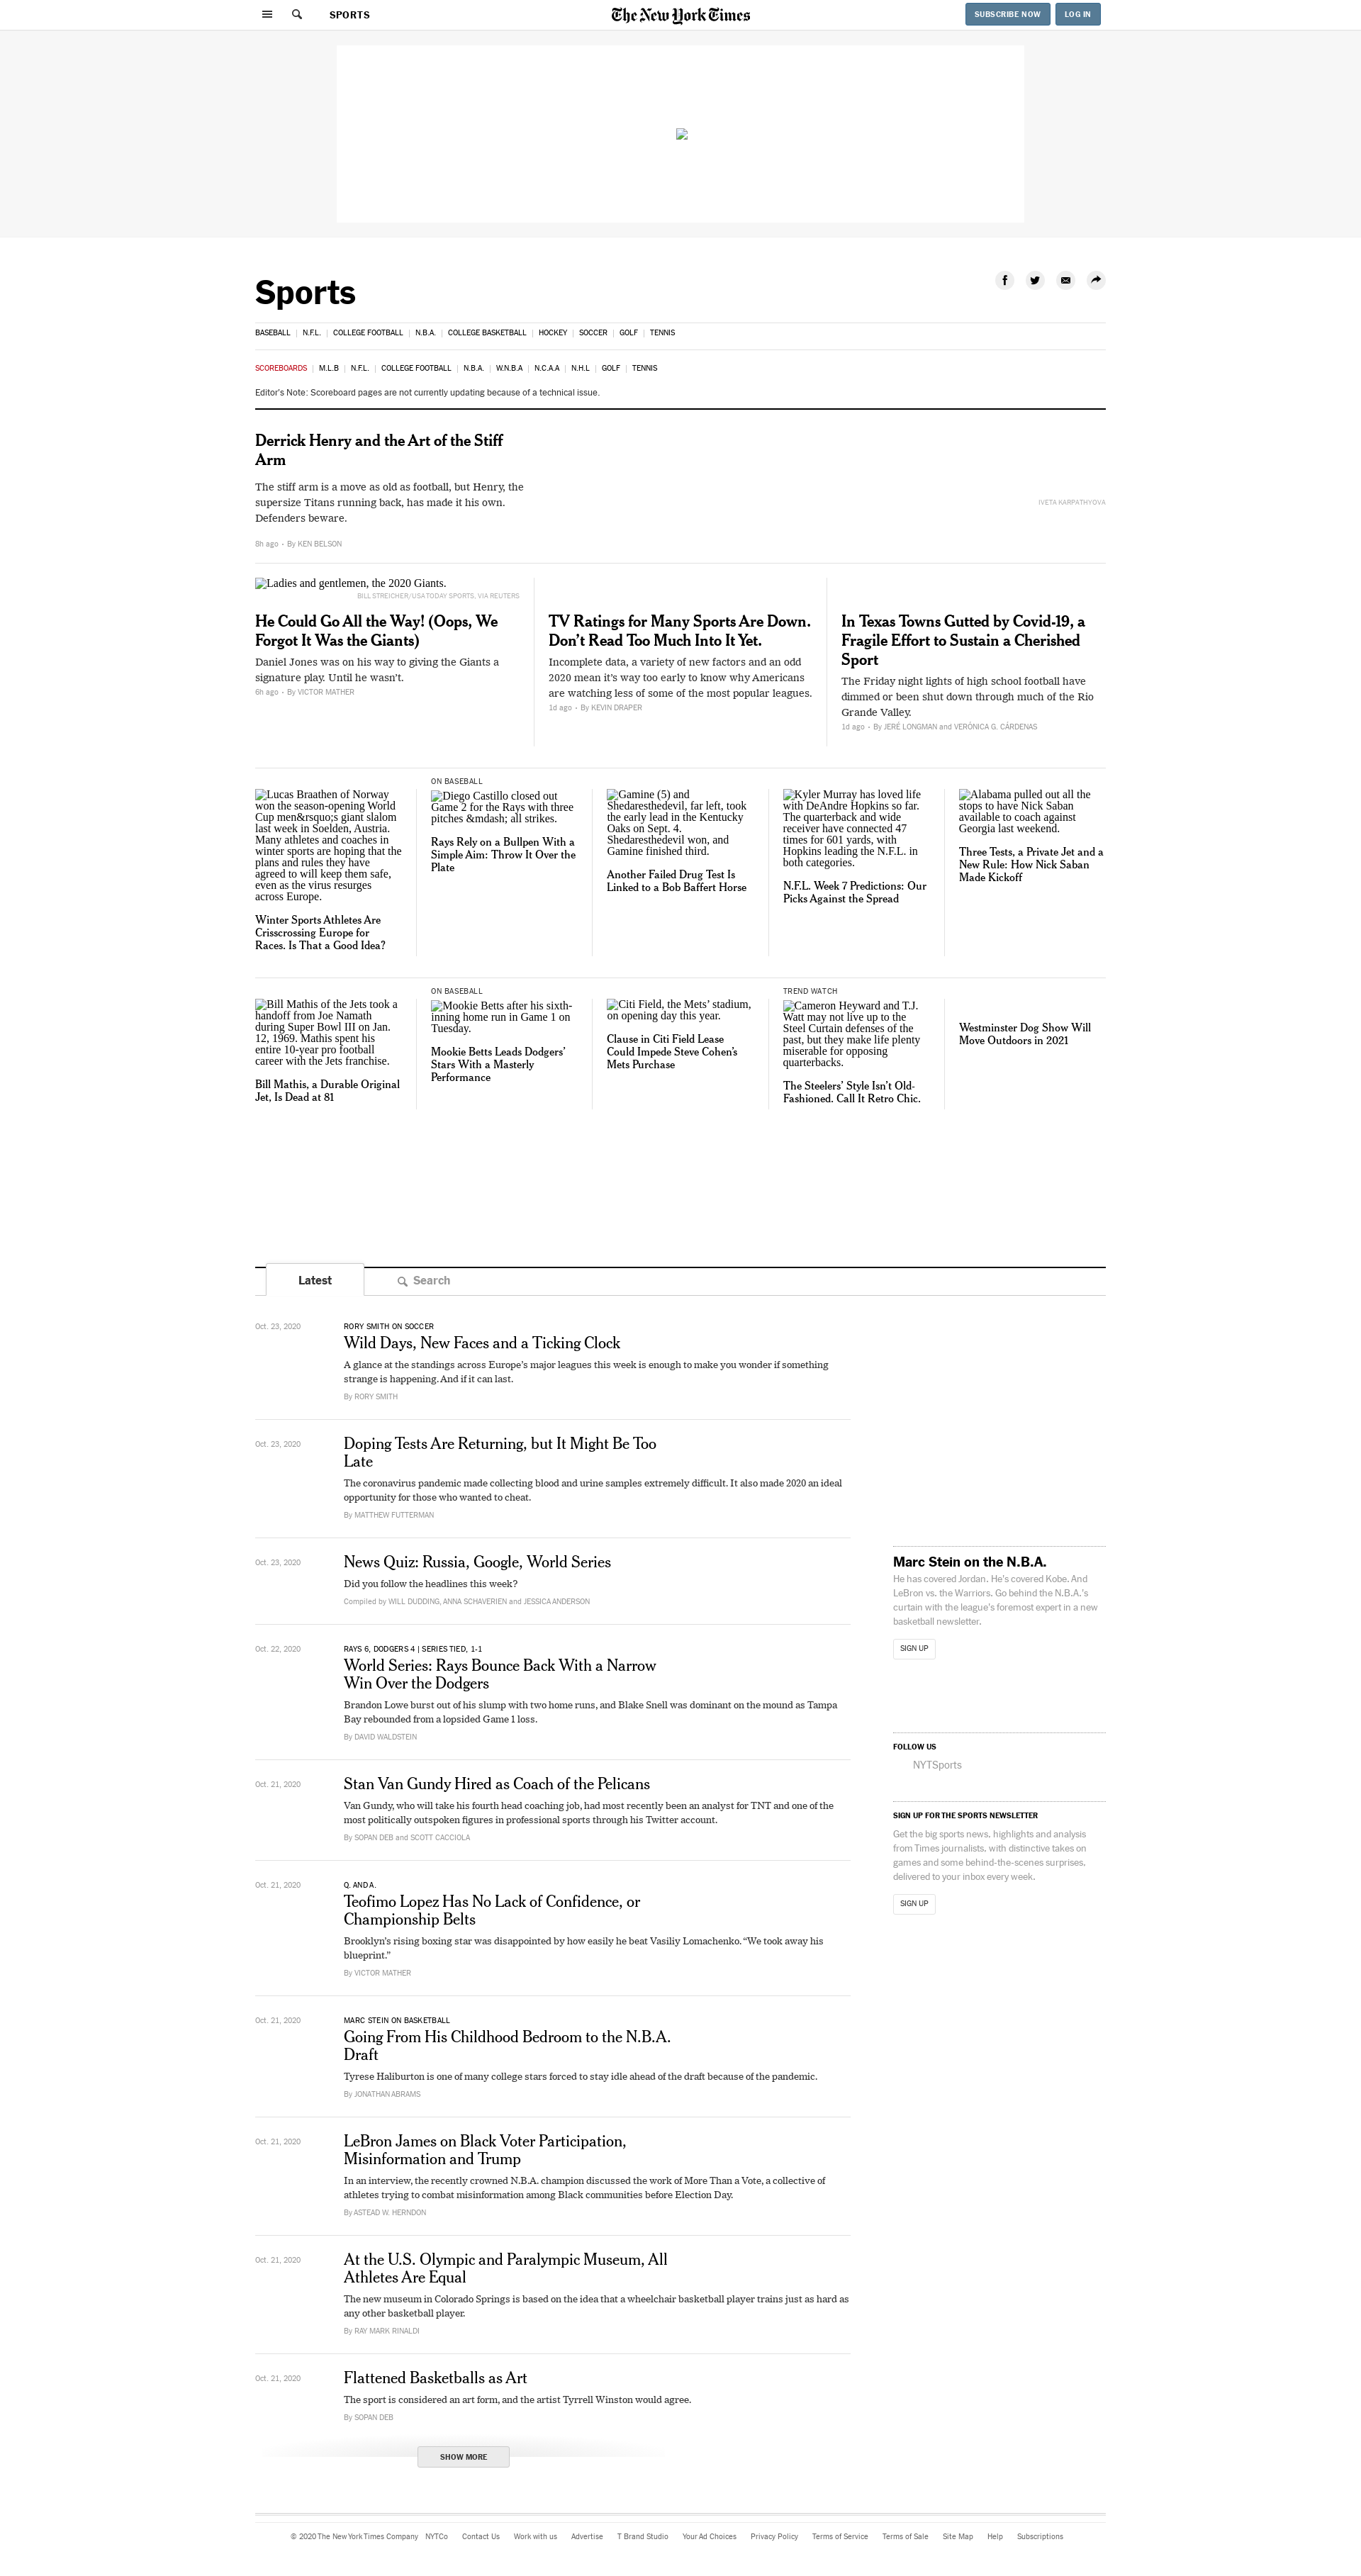 SPORTS
The New York Times
SUBSCRIBE NOW
LOG IN
Sports
BASEBALL | N.F.L. | COLLEGE FOOTBALL | N.B.A. | COLLEGE BASKETBALL | HOCKEY | SOCCER | GOLF | TENNIS
SCOREBOARDS | M.L.B | N.F.L. | COLLEGE FOOTBALL | N.B.A. | W.N.B.A | N.C.A.A | N.H.L | GOLF | TENNIS
Editor's Note: Scoreboard pages are not currently updating because of a technical issue.
Derrick Henry and the Art of the Stiff
Arm
The stiff arm is a move as old as football, but Henry, the
supersize Titans running back, has made it his own.
Defenders beware.
8h ago • By KEN BELSON
IVETA KARPATHYOVA
Ladies and gentlemen, the 2020 Giants.
BILL STREICHER/USA TODAY SPORTS, VIA REUTERS
He Could Go All the Way! (Oops, We
Forgot It Was the Giants)
Daniel Jones was on his way to giving the Giants a
signature play. Until he wasn't.
6h ago • By VICTOR MATHER
TV Ratings for Many Sports Are Down.
Don't Read Too Much Into It Yet.
Incomplete data, a variety of new factors and an odd
2020 mean it's way too early to know why Americans
are watching less of some of the most popular leagues.
1d ago • By KEVIN DRAPER
In Texas Towns Gutted by Covid-19, a
Fragile Effort to Sustain a Cherished
Sport
The Friday night lights of high school football have
dimmed or been shut down through much of the Rio
Grande Valley.
1d ago • By JERÉ LONGMAN and VERÓNICA G. CÁRDENAS
Lucas Braathen of Norway
won the season-opening World
Cup men&rsquo;s giant slalom
last week in Soelden, Austria.
Many athletes and coaches in
winter sports are hoping that the
plans and rules they have
agreed to will keep them safe,
even as the virus resurges
across Europe.
Winter Sports Athletes Are
Crisscrossing Europe for
Races. Is That a Good Idea?
ON BASEBALL
Diego Castillo closed out
Game 2 for the Rays with three
pitches &mdash; all strikes.
Rays Rely on a Bullpen With a
Simple Aim: Throw It Over the
Plate
Gamine (5) and
Shedaresthedevil, far left, took
the early lead in the Kentucky
Oaks on Sept. 4.
Shedaresthedevil won, and
Gamine finished third.
Another Failed Drug Test Is
Linked to a Bob Baffert Horse
Kyler Murray has loved life
with DeAndre Hopkins so far.
The quarterback and wide
receiver have connected 47
times for 601 yards, with
Hopkins leading the N.F.L. in
both categories.
N.F.L. Week 7 Predictions: Our
Picks Against the Spread
Alabama pulled out all the
stops to have Nick Saban
available to coach against
Georgia last weekend.
Three Tests, a Private Jet and a
New Rule: How Nick Saban
Made Kickoff
Bill Mathis of the Jets took a
handoff from Joe Namath
during Super Bowl III on Jan.
12, 1969. Mathis spent his
entire 10-year pro football
career with the Jets franchise.
Bill Mathis, a Durable Original
Jet, Is Dead at 81
ON BASEBALL
Mookie Betts after his sixth-
inning home run in Game 1 on
Tuesday.
Mookie Betts Leads Dodgers'
Stars With a Masterly
Performance
Citi Field, the Mets' stadium,
on opening day this year.
Clause in Citi Field Lease
Could Impede Steve Cohen's
Mets Purchase
TREND WATCH
Cameron Heyward and T.J.
Watt may not live up to the
Steel Curtain defenses of the
past, but they make life plenty
miserable for opposing
quarterbacks.
The Steelers' Style Isn't Old-
Fashioned. Call It Retro Chic.
Westminster Dog Show Will
Move Outdoors in 2021
Latest
Search
Oct. 23, 2020
RORY SMITH ON SOCCER
Wild Days, New Faces and a Ticking Clock
A glance at the standings across Europe's major leagues this week is enough to make you wonder if something
strange is happening. And if it can last.
By RORY SMITH
Oct. 23, 2020
Doping Tests Are Returning, but It Might Be Too
Late
The coronavirus pandemic made collecting blood and urine samples extremely difficult. It also made 2020 an ideal
opportunity for those who wanted to cheat.
By MATTHEW FUTTERMAN
Oct. 23, 2020
News Quiz: Russia, Google, World Series
Did you follow the headlines this week?
Compiled by WILL DUDDING, ANNA SCHAVERIEN and JESSICA ANDERSON
Oct. 22, 2020
RAYS 6, DODGERS 4 | SERIES TIED, 1-1
World Series: Rays Bounce Back With a Narrow
Win Over the Dodgers
Brandon Lowe burst out of his slump with two home runs, and Blake Snell was dominant on the mound as Tampa
Bay rebounded from a lopsided Game 1 loss.
By DAVID WALDSTEIN
Oct. 21, 2020
Stan Van Gundy Hired as Coach of the Pelicans
Van Gundy, who will take his fourth head coaching job, had most recently been an analyst for TNT and one of the
most politically outspoken figures in professional sports through his Twitter account.
By SOPAN DEB and SCOTT CACCIOLA
Oct. 21, 2020
Q. AND A.
Teofimo Lopez Has No Lack of Confidence, or
Championship Belts
Brooklyn's rising boxing star was disappointed by how easily he beat Vasiliy Lomachenko. "We took away his
blueprint."
By VICTOR MATHER
Oct. 21, 2020
MARC STEIN ON BASKETBALL
Going From His Childhood Bedroom to the N.B.A.
Draft
Tyrese Haliburton is one of many college stars forced to stay idle ahead of the draft because of the pandemic.
By JONATHAN ABRAMS
Oct. 21, 2020
LeBron James on Black Voter Participation,
Misinformation and Trump
In an interview, the recently crowned N.B.A. champion discussed the work of More Than a Vote, a collective of
athletes trying to combat misinformation among Black communities before Election Day.
By ASTEAD W. HERNDON
Oct. 21, 2020
At the U.S. Olympic and Paralympic Museum, All
Athletes Are Equal
The new museum in Colorado Springs is based on the idea that a wheelchair basketball player trains just as hard as
any other basketball player.
By RAY MARK RINALDI
Oct. 21, 2020
Flattened Basketballs as Art
The sport is considered an art form, and the artist Tyrrell Winston would agree.
By SOPAN DEB
SHOW MORE
Marc Stein on the N.B.A.
He has covered Jordan. He's covered Kobe. And
LeBron vs. the Warriors. Go behind the N.B.A.'s
curtain with the league's foremost expert in a new
basketball newsletter.
SIGN UP
FOLLOW US
NYTSports
SIGN UP FOR THE SPORTS NEWSLETTER
Get the big sports news, highlights and analysis
from Times journalists, with distinctive takes on
games and some behind-the-scenes surprises,
delivered to your inbox every week.
SIGN UP
© 2020 The New York Times Company NYTCo Contact Us Work with us Advertise T Brand Studio Your Ad Choices Privacy Policy Terms of Service Terms of Sale Site Map Help Subscriptions